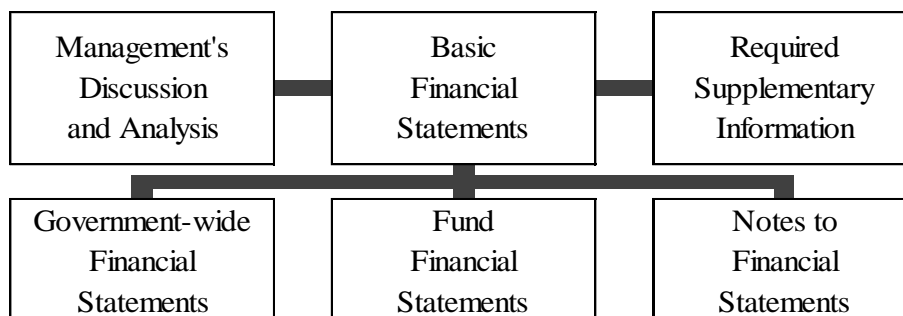 Management's
Discussion
and Analysis
Basic
Financial
Statements
Required
Supplementary
Information
Government-wide
Financial
Statements
Fund
Financial
Statements
Notes to
Financial
Statements